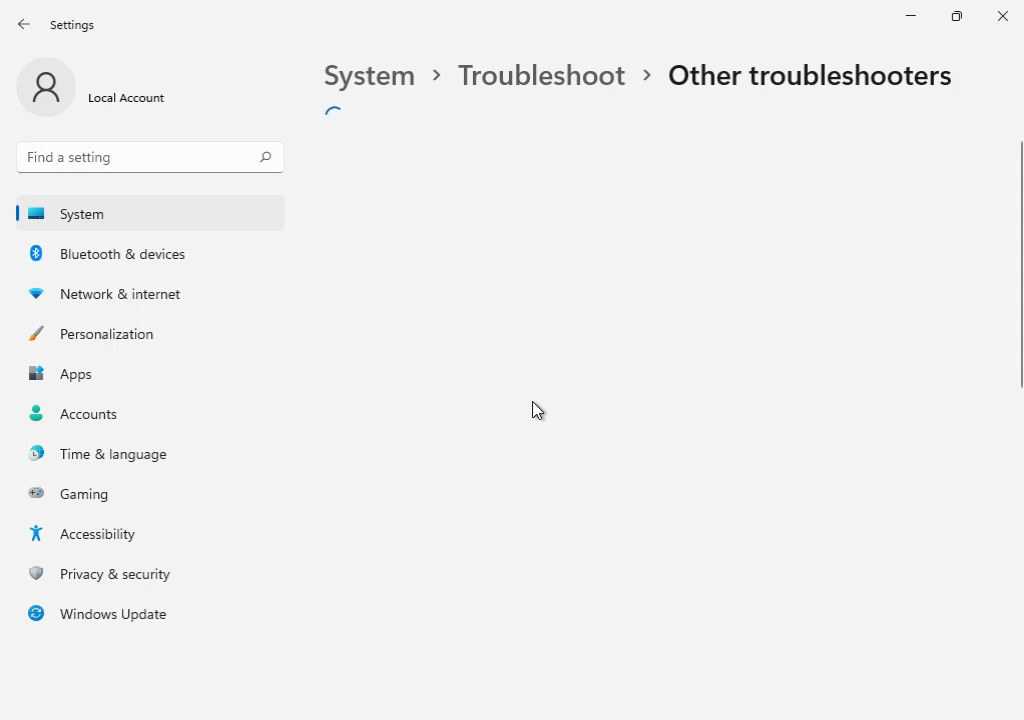 Settings
Local Account
Find a setting
System
Bluetooth & devices
Network & internet
Personalization
Apps
Accounts
Time & language
Gaming
Accessibility
Privacy & security
Windows Update
System › Troubleshoot › Other troubleshooters